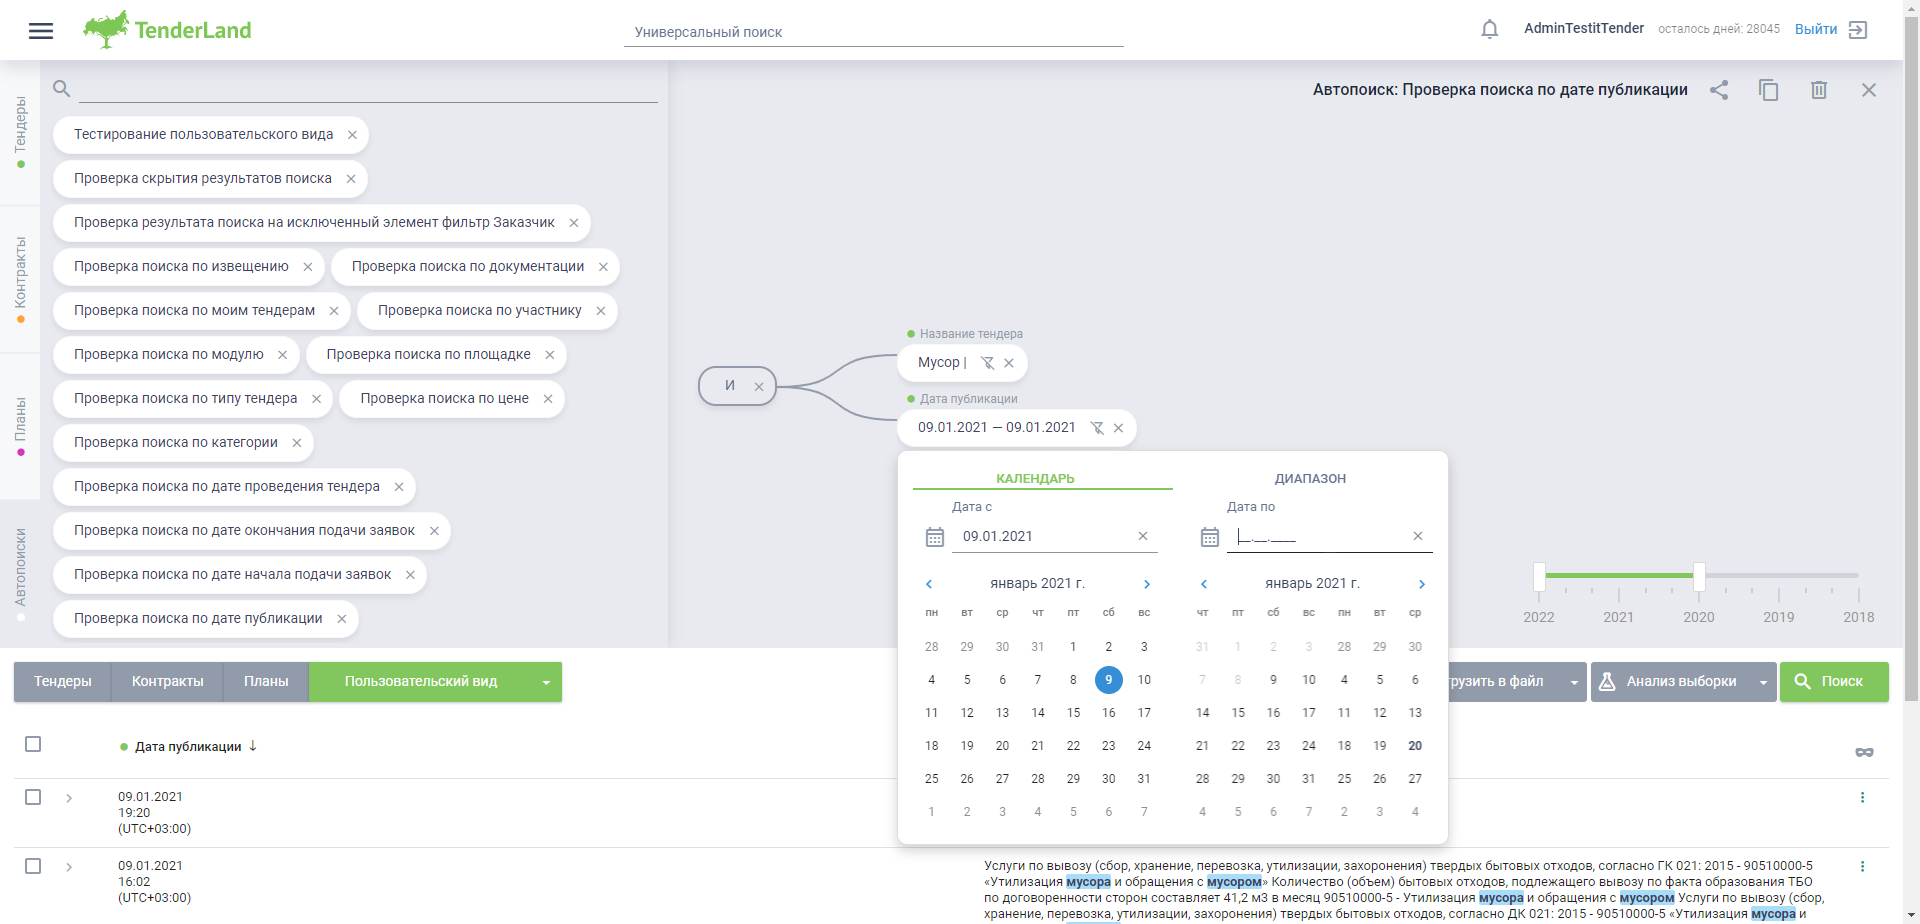 TenderLand
Универсальный поиск
AdminTestitTender
осталось дней: 28045
Выйти
Тендеры
Контракты
Планы
Автопоиски
Тестирование пользовательского вида
Проверка скрытия результатов поиска
Проверка результата поиска на исключенный элемент фильтр Заказчик
Проверка поиска по извещению
Проверка поиска по документации
Проверка поиска по моим тендерам
Проверка поиска по участнику
Проверка поиска по модулю
Проверка поиска по площадке
Проверка поиска по типу тендера
Проверка поиска по цене
Проверка поиска по категории
Проверка поиска по дате проведения тендера
Проверка поиска по дате окончания подачи заявок
Проверка поиска по дате начала подачи заявок
Проверка поиска по дате публикации
Автопоиск: Проверка поиска по дате публикации
И
Название тендера
Мусор |
Дата публикации
09.01.2021 — 09.01.2021
КАЛЕНДАРЬ
ДИАПАЗОН
Дата с
09.01.2021
январь 2021 г.
пн вт ср чт пт сб вс
28 29 30 31 1 2 3
4 5 6 7 8 9 10
11 12 13 14 15 16 17
18 19 20 21 22 23 24
25 26 27 28 29 30 31
1 2 3 4 5 6 7
Дата по
__.__.____
январь 2021 г.
чт пт сб вс пн вт ср
31 1 2 3 28 29 30
7 8 9 10 4 5 6
14 15 16 17 11 12 13
21 22 23 24 18 19 20
28 29 30 31 25 26 27
4 5 6 7 2 3 4
2022 2021 2020 2019 2018
Тендеры
Контракты
Планы
Пользовательский вид
грузить в файл
Анализ выборки
Поиск
Дата публикации
09.01.2021
19:20
(UTC+03:00)
09.01.2021
16:02
(UTC+03:00)
Услуги по вывозу (сбор, хранение, перевозка, утилизации, захоронения) твердых бытовых отходов, согласно ГК 021: 2015 - 90510000-5
«Утилизация мусора и обращения с мусором» Количество (объем) бытовых отходов, подлежащего вывозу по факта образования ТБО
по договоренности сторон составляет 41,2 м3 в месяц 90510000-5 - Утилизация мусора и обращения с мусором Услуги по вывозу (сбор,
хранение, перевозка, утилизации, захоронения) твердых бытовых отходов, согласно ДК 021: 2015 - 90510000-5 «Утилизация мусора и